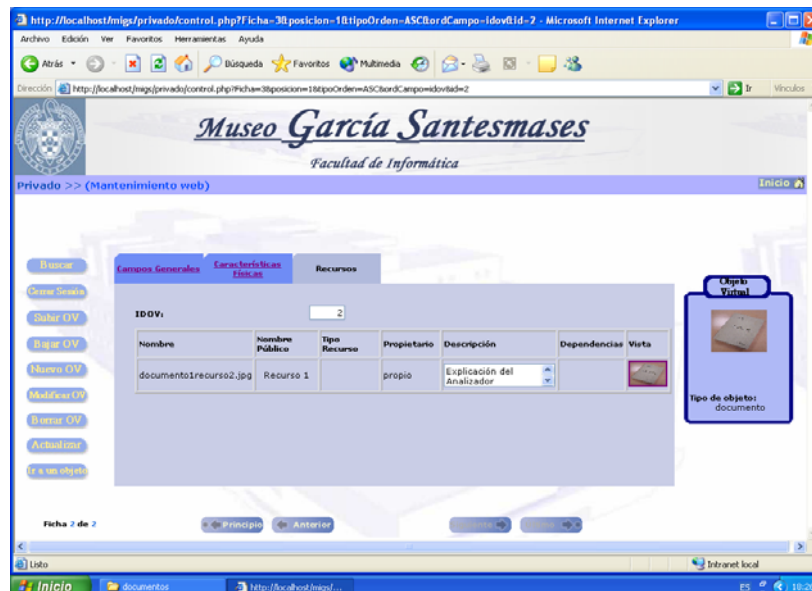 http://localhost/migs/privado/control.php?Ficha=3&posicion=1&tipoOrden=ASC&ordCampo=idov&id=2 - Microsoft Internet Explorer
Archivo Edición Ver Favoritos Herramientas Ayuda
Atrás Búsqueda Favoritos Multimedia
Dirección http://localhost/migs/privado/control.php?Ficha=3&posicion=1&tipoOrden=ASC&ordCampo=idov&id=2 Ir Vínculos
Museo García Santesmases
Facultad de Informática
Privado >> (Mantenimiento web) Inicio
Buscar
Cerrar Sesión
Subir OV
Bajar OV
Nuevo OV
Modificar OV
Borrar OV
Actualizar
Ir a un objeto
Campos Generales Características Físicas Recursos
IDOV: 2
Nombre Nombre Público Tipo Recurso Propietario Descripción Dependencias Vista
documento1recurso2.jpg Recurso 1 propio Explicación del
Analizador
Objeto
Virtual
Tipo de objeto:
documento
Ficha 2 de 2 Principio Anterior
Listo Intranet local
Inicio documentos http://localhost/migs/... ES 18:26